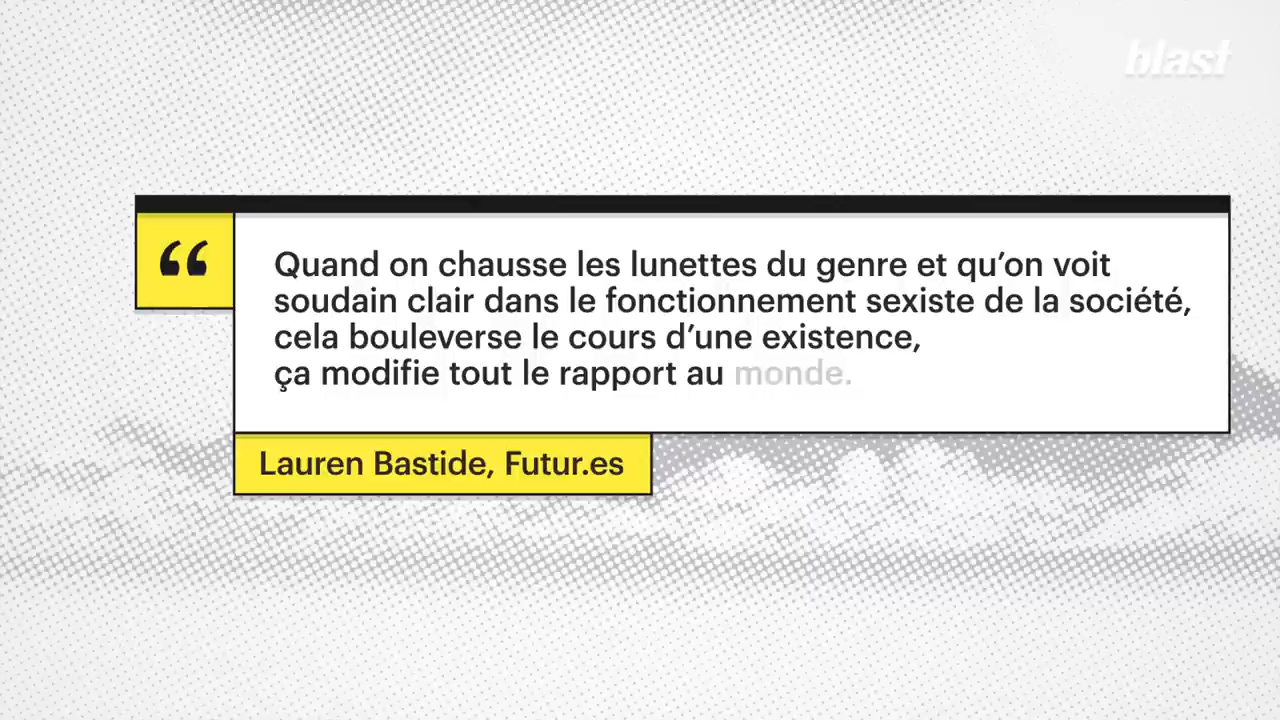 blast
“
Quand on chausse les lunettes du genre et qu’on voit
soudain clair dans le fonctionnement sexiste de la société,
cela bouleverse le cours d’une existence,
ça modifie tout le rapport au monde.
Lauren Bastide, Futur.es